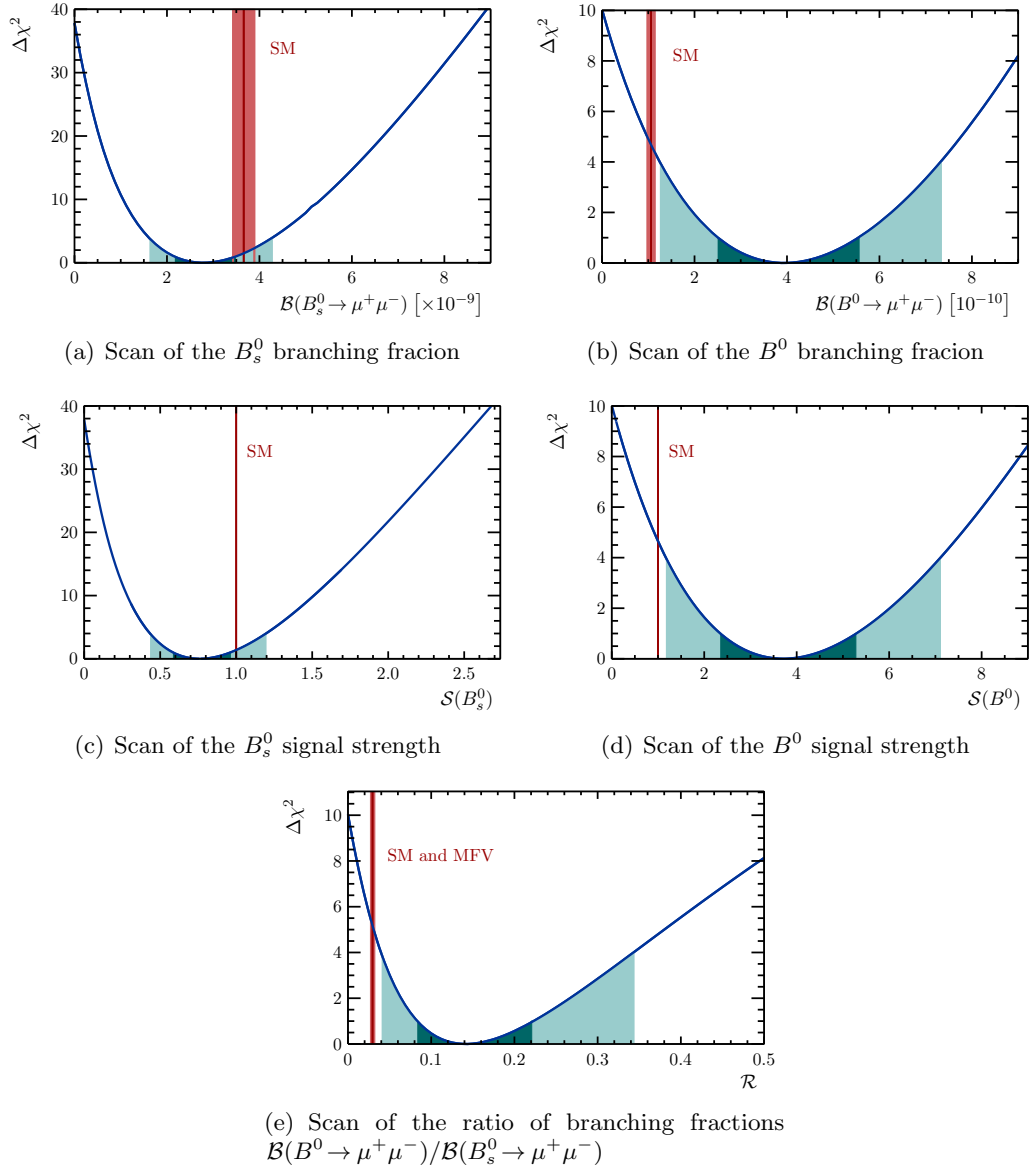 Δχ²
40
30
20
10
0
SM
0 2 4 6 8
B(B⁰ₛ → μ⁺μ⁻) [×10⁻⁹]
(a) Scan of the B⁰ₛ branching fracion
Δχ²
10
8
6
4
2
0
SM
0 2 4 6 8
B(B⁰ → μ⁺μ⁻) [10⁻¹⁰]
(b) Scan of the B⁰ branching fracion
Δχ²
40
30
20
10
0
SM
0 0.5 1.0 1.5 2.0 2.5
S(B⁰ₛ)
(c) Scan of the B⁰ₛ signal strength
Δχ²
10
8
6
4
2
0
SM
0 2 4 6 8
S(B⁰)
(d) Scan of the B⁰ signal strength
Δχ²
10
8
6
4
2
0
SM and MFV
0 0.1 0.2 0.3 0.4 0.5
R
(e) Scan of the ratio of branching fractions
B(B⁰ → μ⁺μ⁻)/B(B⁰ₛ → μ⁺μ⁻)